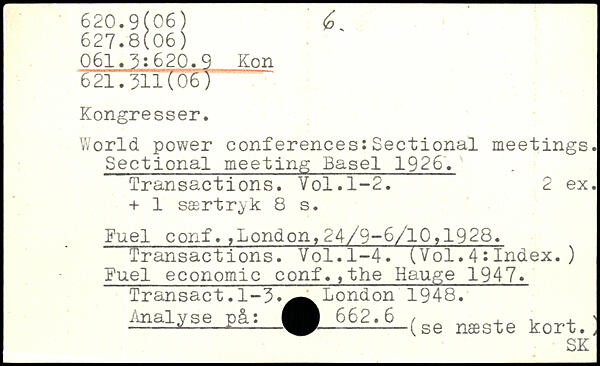 620.9(06) 6.
627.8(06)
061.3:620.9 Kon
621.311(06)
Kongresser.
World power conferences:Sectional meetings.
Sectional meeting Basel 1926.
Transactions. Vol.1-2. 2 ex.
+ 1 særtryk 8 s.
Fuel conf.,London,24/9-6/10,1928.
Transactions. Vol.1-4. (Vol.4:Index.)
Fuel economic conf.,the Hauge 1947.
Transact.1-3. London 1948.
Analyse på: 662.6 (se næste kort.)
SK